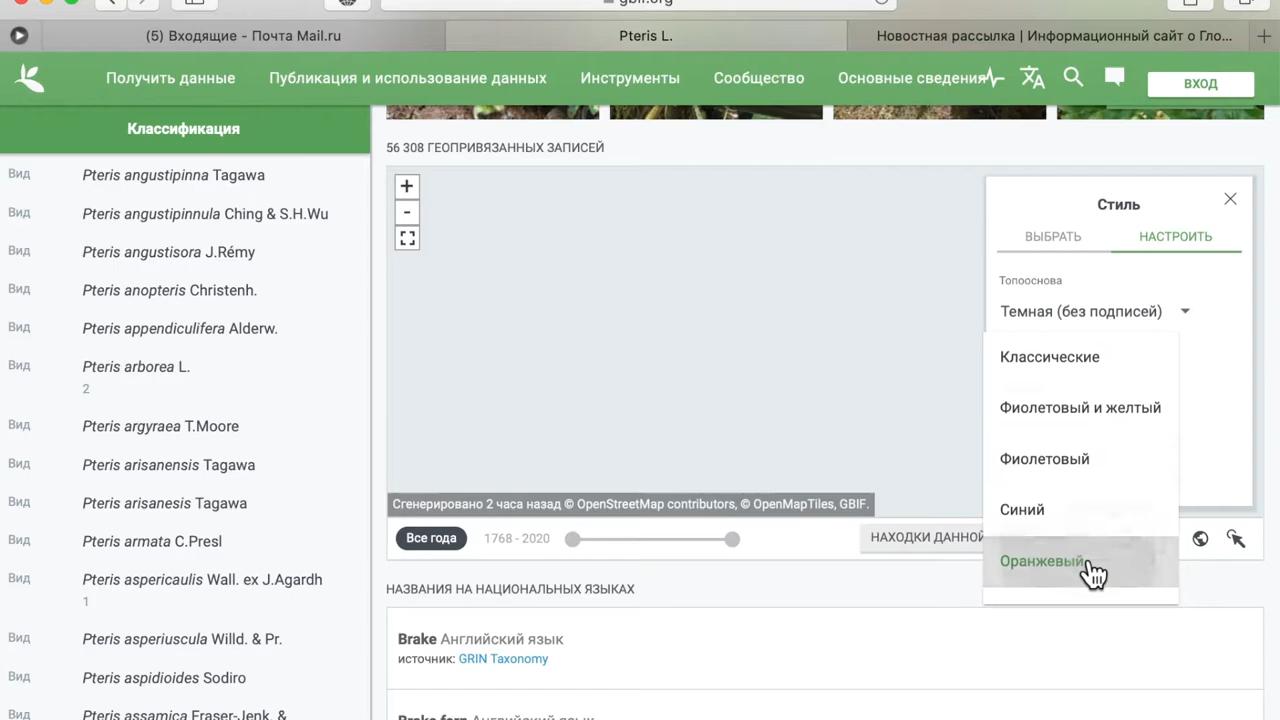 gbif.org
(5) Входящие - Почта Mail.ru
Pteris L.
Новостная рассылка | Информационный сайт о Гло...
Получить данные
Публикация и использование данных
Инструменты
Сообщество
Основные сведения
ВХОД
Классификация
Вид Pteris angustipinna Tagawa
Вид Pteris angustipinnula Ching & S.H.Wu
Вид Pteris angustisora J.Rémy
Вид Pteris anopteris Christenh.
Вид Pteris appendiculifera Alderw.
Вид Pteris arborea L.
2
Вид Pteris argyraea T.Moore
Вид Pteris arisanensis Tagawa
Вид Pteris arisanesis Tagawa
Вид Pteris armata C.Presl
Вид Pteris aspericaulis Wall. ex J.Agardh
1
Вид Pteris asperiuscula Willd. & Pr.
Вид Pteris aspidioides Sodiro
Вид Pteris assamica Fraser-Jenk. &
56 308 ГЕОПРИВЯЗАННЫХ ЗАПИСЕЙ
+
-
Стиль
ВЫБРАТЬ
НАСТРОИТЬ
Топооснова
Темная (без подписей)
Классические
Фиолетовый и желтый
Фиолетовый
Синий
Оранжевый
Сгенерировано 2 часа назад © OpenStreetMap contributors, © OpenMapTiles, GBIF.
Все года
1768 - 2020
НАХОДКИ ДАННОЙ
НАЗВАНИЯ НА НАЦИОНАЛЬНЫХ ЯЗЫКАХ
Brake Английский язык
источник: GRIN Taxonomy
Brake fern Английский язык